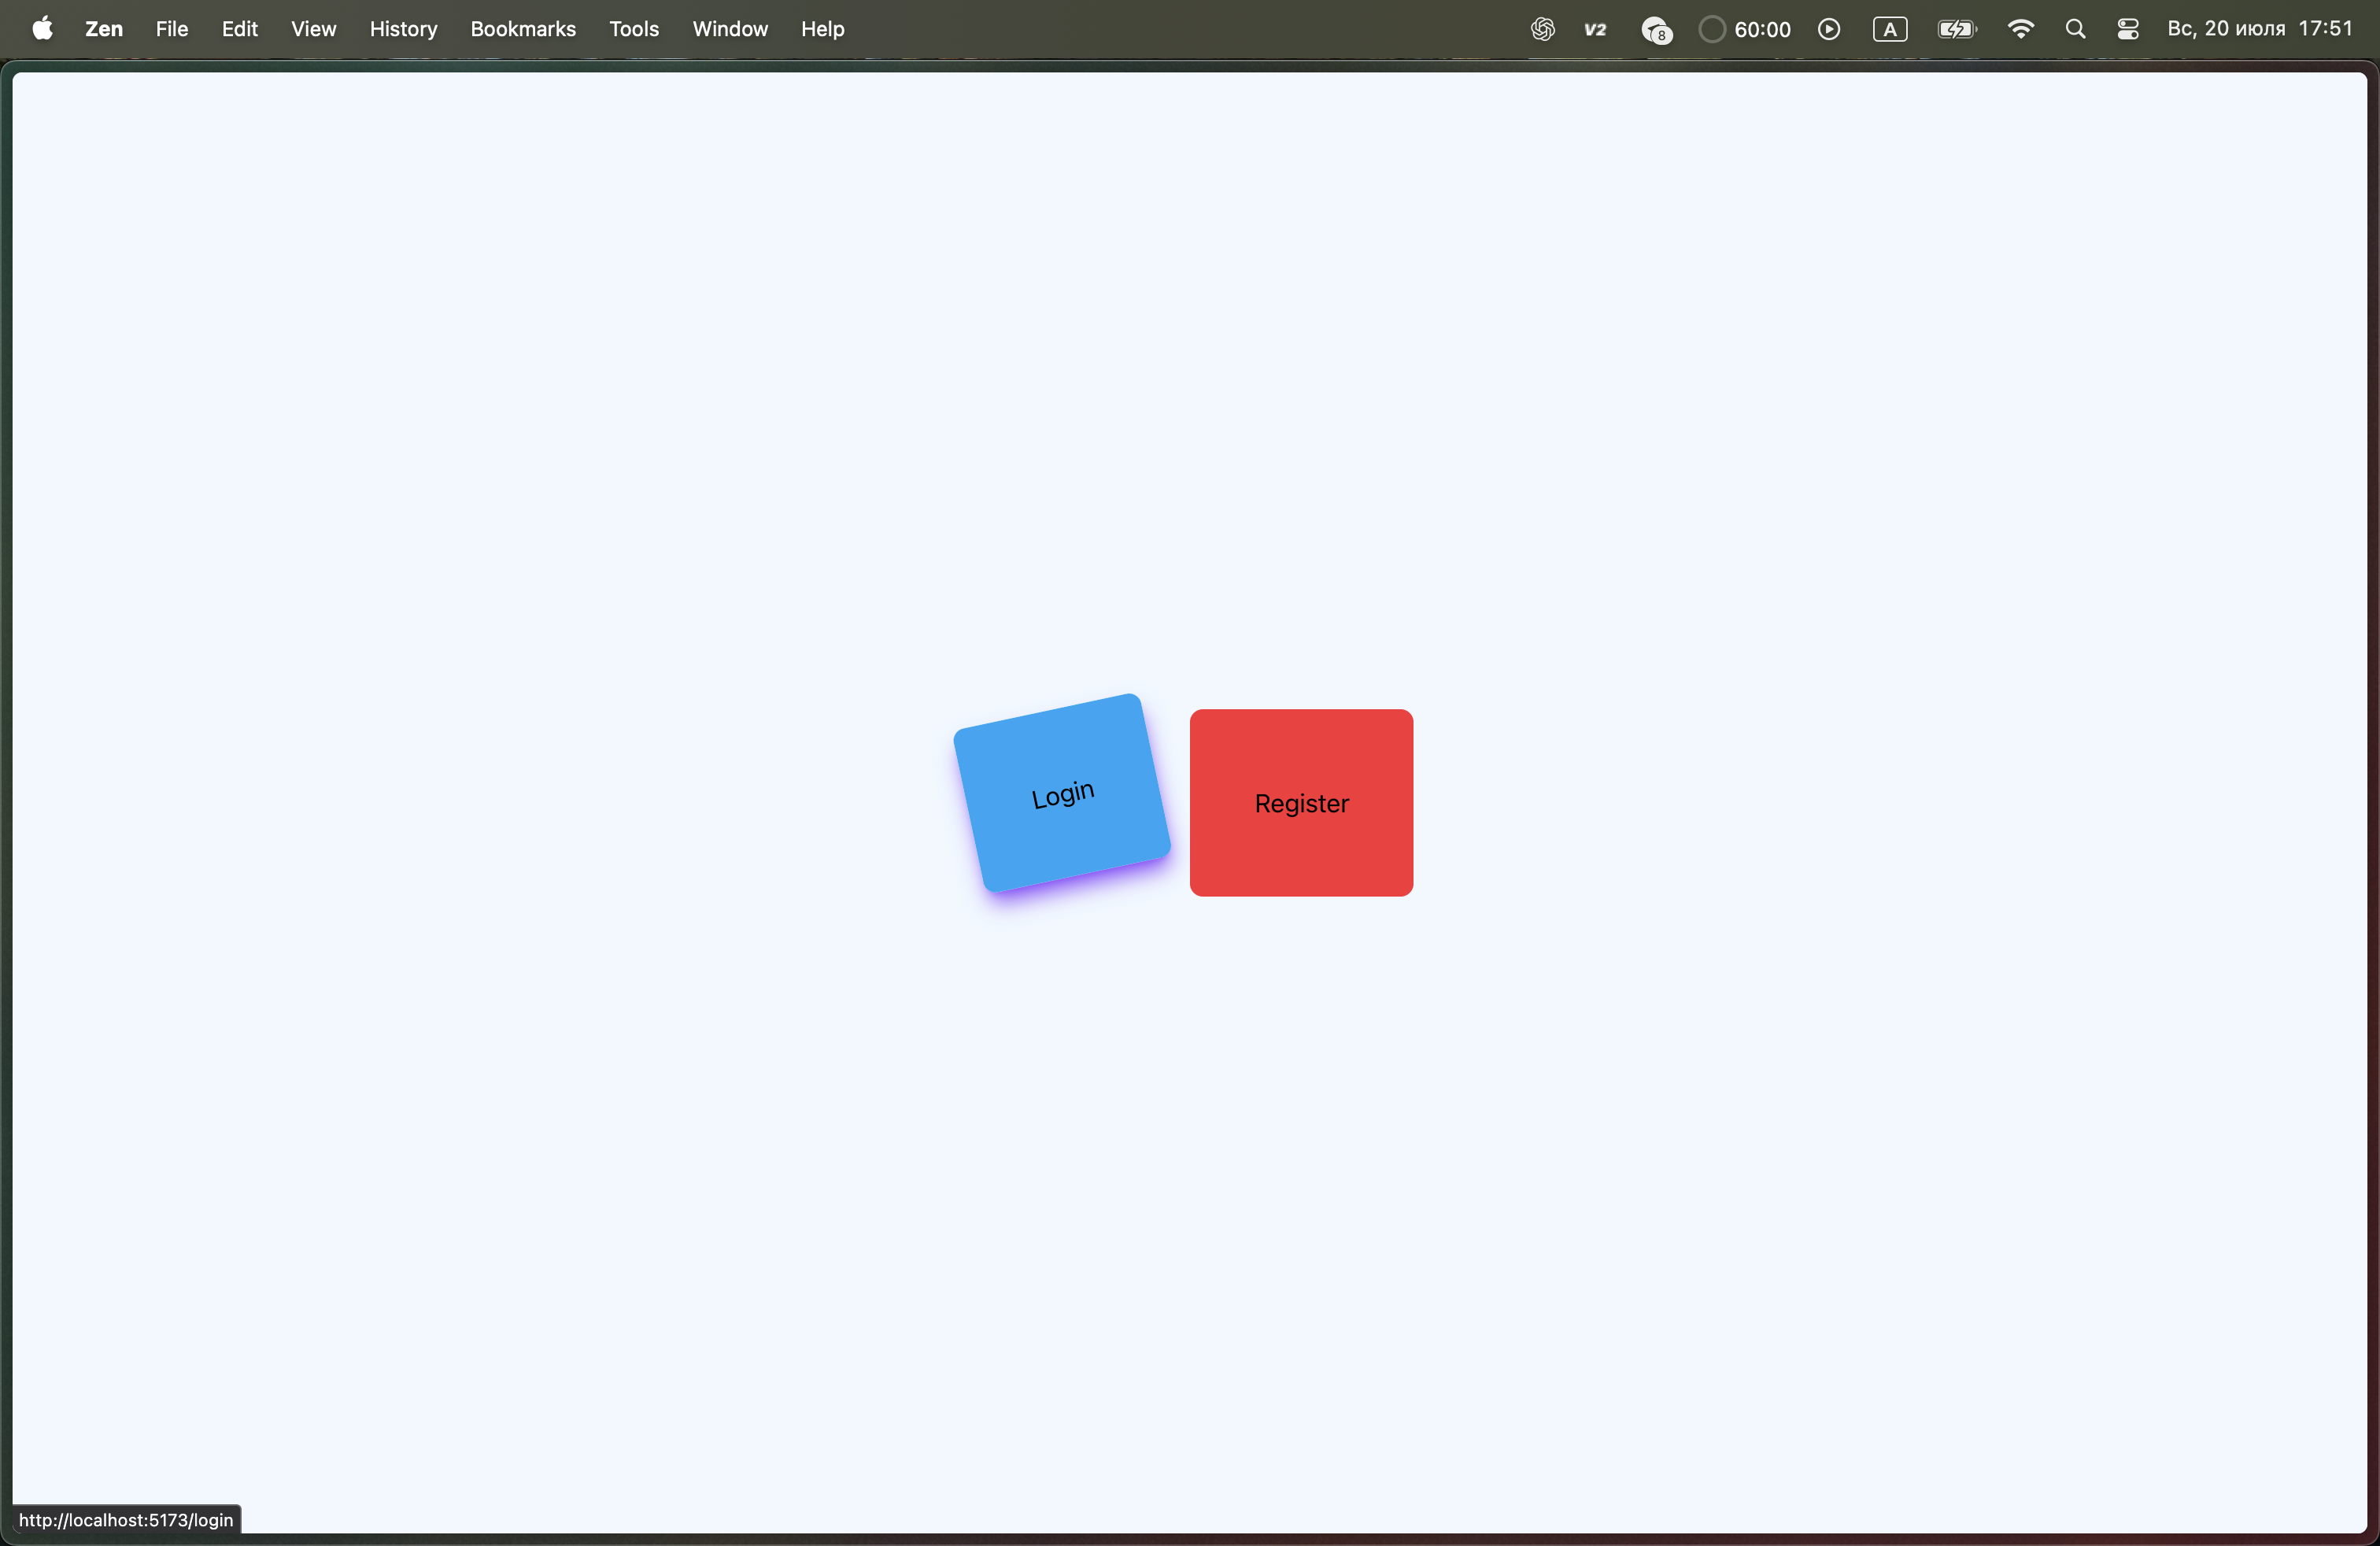 Zen File Edit View History Bookmarks Tools Window Help V2 8 60:00 A Вс, 20 июля 17:51
Login
Register
http://localhost:5173/login